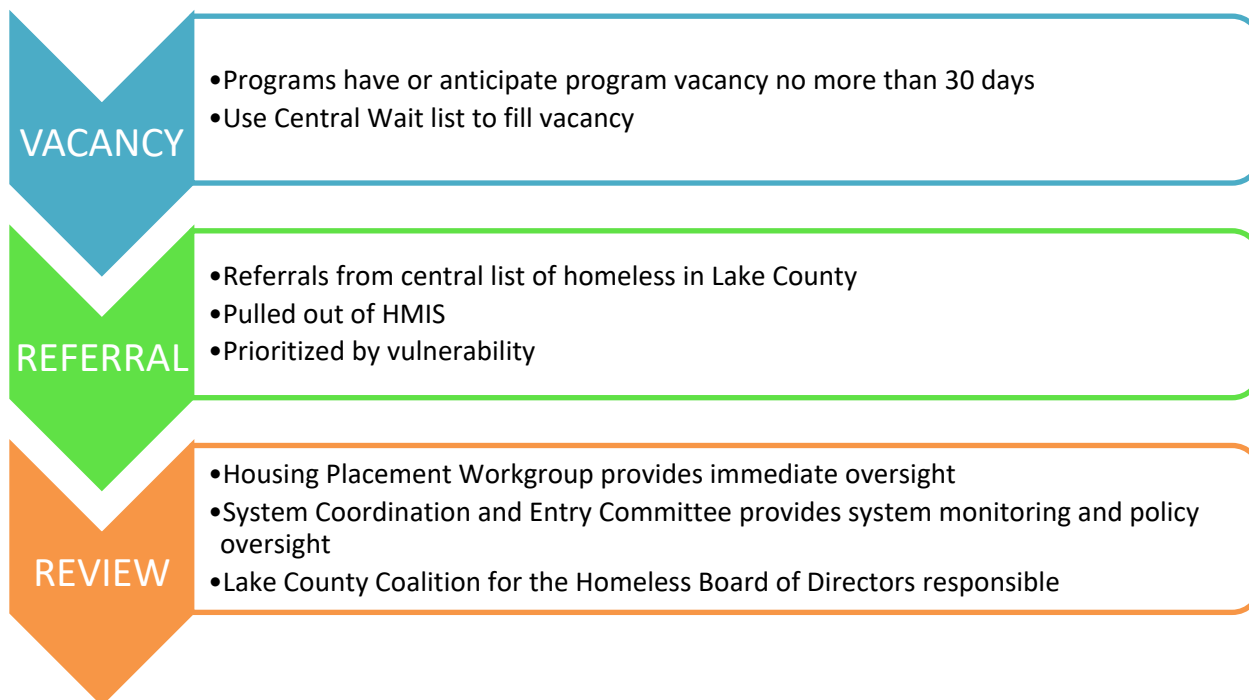 VACANCY
•Programs have or anticipate program vacancy no more than 30 days
•Use Central Wait list to fill vacancy
REFERRAL
•Referrals from central list of homeless in Lake County
•Pulled out of HMIS
•Prioritized by vulnerability
REVIEW
•Housing Placement Workgroup provides immediate oversight
•System Coordination and Entry Committee provides system monitoring and policy
oversight
•Lake County Coalition for the Homeless Board of Directors responsible